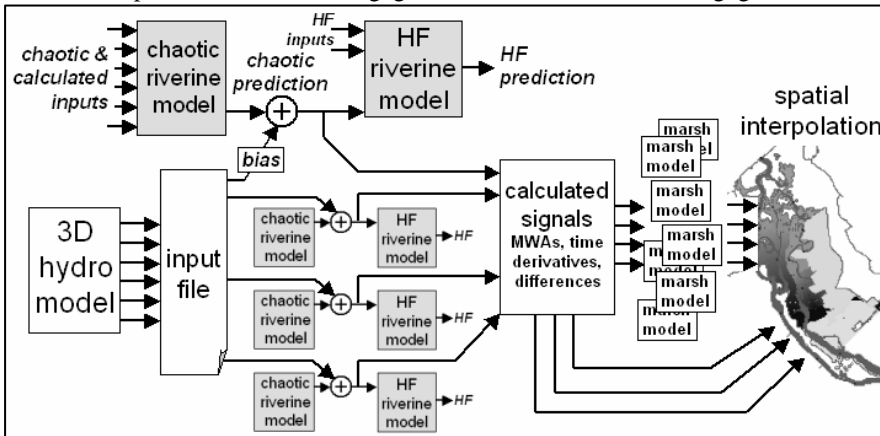 chaotic &
calculated
inputs
chaotic
riverine
model
chaotic
prediction
HF
inputs
HF
riverine
model
HF
prediction
+
bias
3D
hydro
model
input
file
chaotic
riverine
model
+
HF
riverine
model
HF
chaotic
riverine
model
+
HF
riverine
model
HF
chaotic
riverine
model
+
HF
riverine
model
HF
calculated
signals
MWAs, time
derivatives,
differences
marsh
marsh
model
marsh
model
marsh
model
marsh
model
model
spatial
interpolation